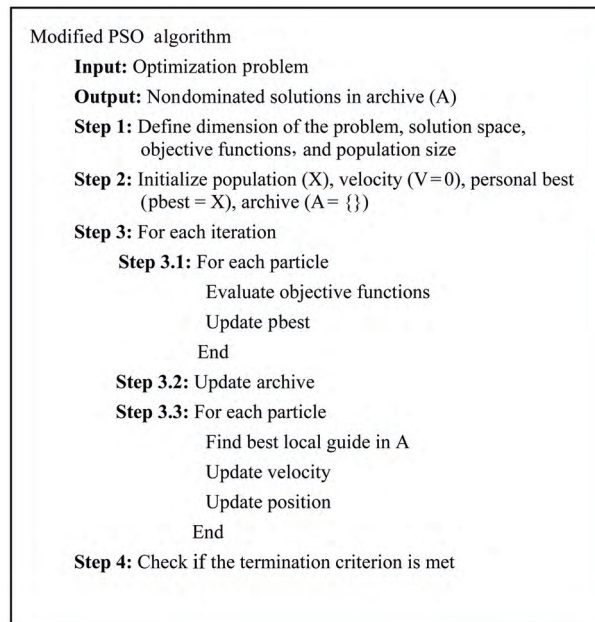 Modified PSO algorithm
Input: Optimization problem
Output: Nondominated solutions in archive (A)
Step 1: Define dimension of the problem, solution space,
objective functions, and population size
Step 2: Initialize population (X), velocity (V=0), personal best
(pbest = X), archive (A= {})
Step 3: For each iteration
Step 3.1: For each particle
Evaluate objective functions
Update pbest
End
Step 3.2: Update archive
Step 3.3: For each particle
Find best local guide in A
Update velocity
Update position
End
Step 4: Check if the termination criterion is met